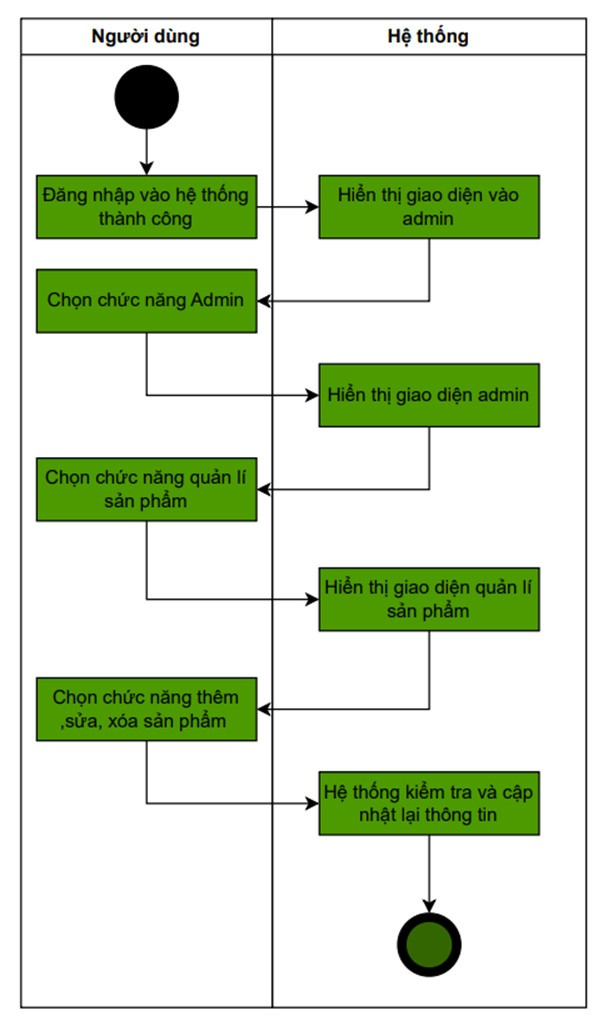 Người dùng
Hệ thống
Đăng nhập vào hệ thống
thành công
Hiển thị giao diện vào
admin
Chọn chức năng Admin
Hiển thị giao diện admin
Chọn chức năng quản lí
sản phẩm
Hiển thị giao diện quản lí
sản phẩm
Chọn chức năng thêm
,sửa, xóa sản phẩm
Hệ thống kiểm tra và cập
nhật lại thông tin